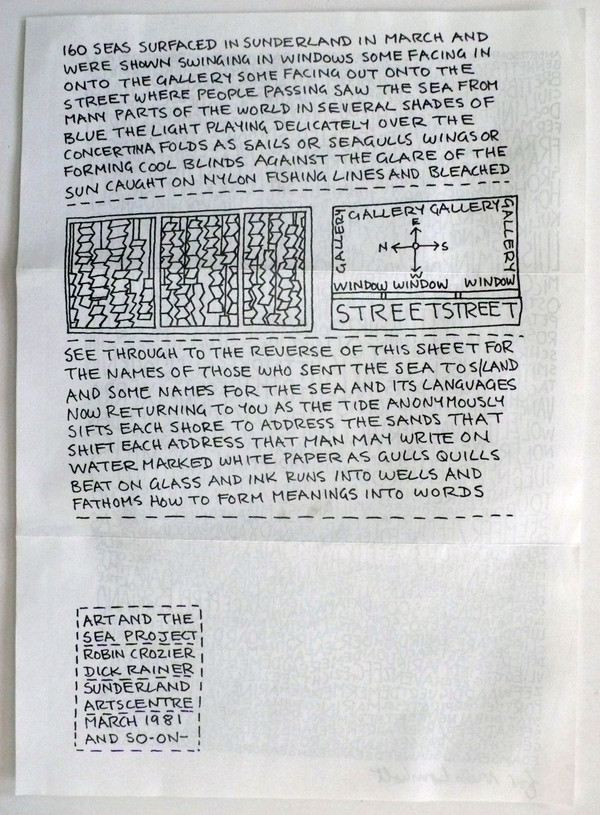 160 SEAS SURFACED IN SUNDERLAND IN MARCH AND
WERE SHOWN SWINGING IN WINDOWS SOME FACING IN
ONTO THE GALLERY SOME FACING OUT ONTO THE
STREET WHERE PEOPLE PASSING SAW THE SEA FROM
MANY PARTS OF THE WORLD IN SEVERAL SHADES OF
BLUE THE LIGHT PLAYING DELICATELY OVER THE
CONCERTINA FOLDS AS SAILS OR SEAGULLS WINGS OR
FORMING COOL BLINDS AGAINST THE GLARE OF THE
SUN CAUGHT ON NYLON FISHING LINES AND BLEACHED
GALLERY
GALLERY GALLERY
GALLERY
E
N S
W
WINDOW WINDOW WINDOW
STREETSTREET
SEE THROUGH TO THE REVERSE OF THIS SHEET FOR
THE NAMES OF THOSE WHO SENT THE SEA TO S/LAND
AND SOME NAMES FOR THE SEA AND ITS LANGUAGES
NOW RETURNING TO YOU AS THE TIDE ANONYMOUSLY
SIFTS EACH SHORE TO ADDRESS THE SANDS THAT
SHIFT EACH ADDRESS THAT MAN MAY WRITE ON
WATER MARKED WHITE PAPER AS GULLS QUILLS
BEAT ON GLASS AND INK RUNS INTO WELLS AND
FATHOMS HOW TO FORM MEANINGS INTO WORDS
ART AND THE
SEA PROJECT
ROBIN CROZIER
DICK RAINER
SUNDERLAND
ARTSCENTRE
MARCH 1981
AND SO-ON-